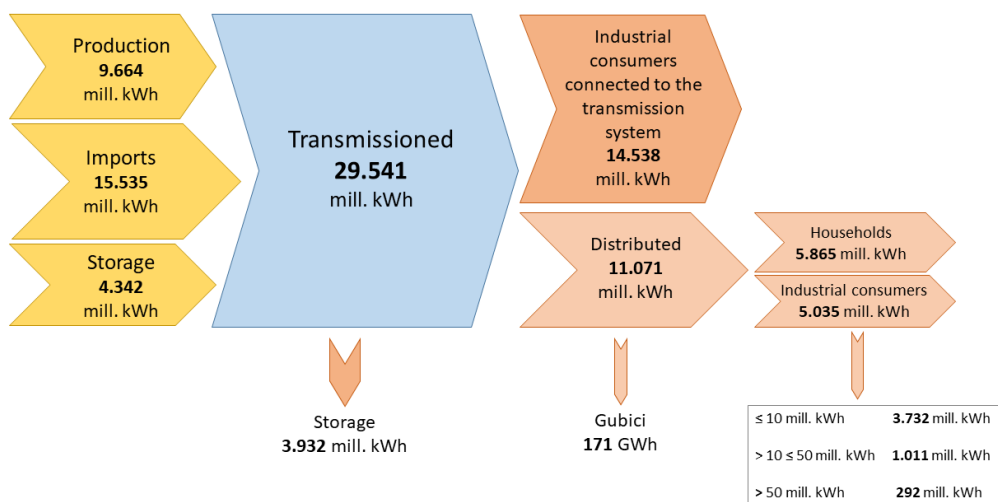 Production
9.664
mill. kWh
Imports
15.535
mill. kWh
Storage
4.342
mill. kWh
Transmissioned
29.541
mill. kWh
Industrial
consumers
connected to the
transmission
system
14.538
mill. kWh
Distributed
11.071
mill. kWh
Households
5.865 mill. kWh
Industrial consumers
5.035 mill. kWh
Storage
3.932 mill. kWh
Gubici
171 GWh
≤ 10 mill. kWh 3.732 mill. kWh
> 10 ≤ 50 mill. kWh 1.011 mill. kWh
> 50 mill. kWh 292 mill. kWh